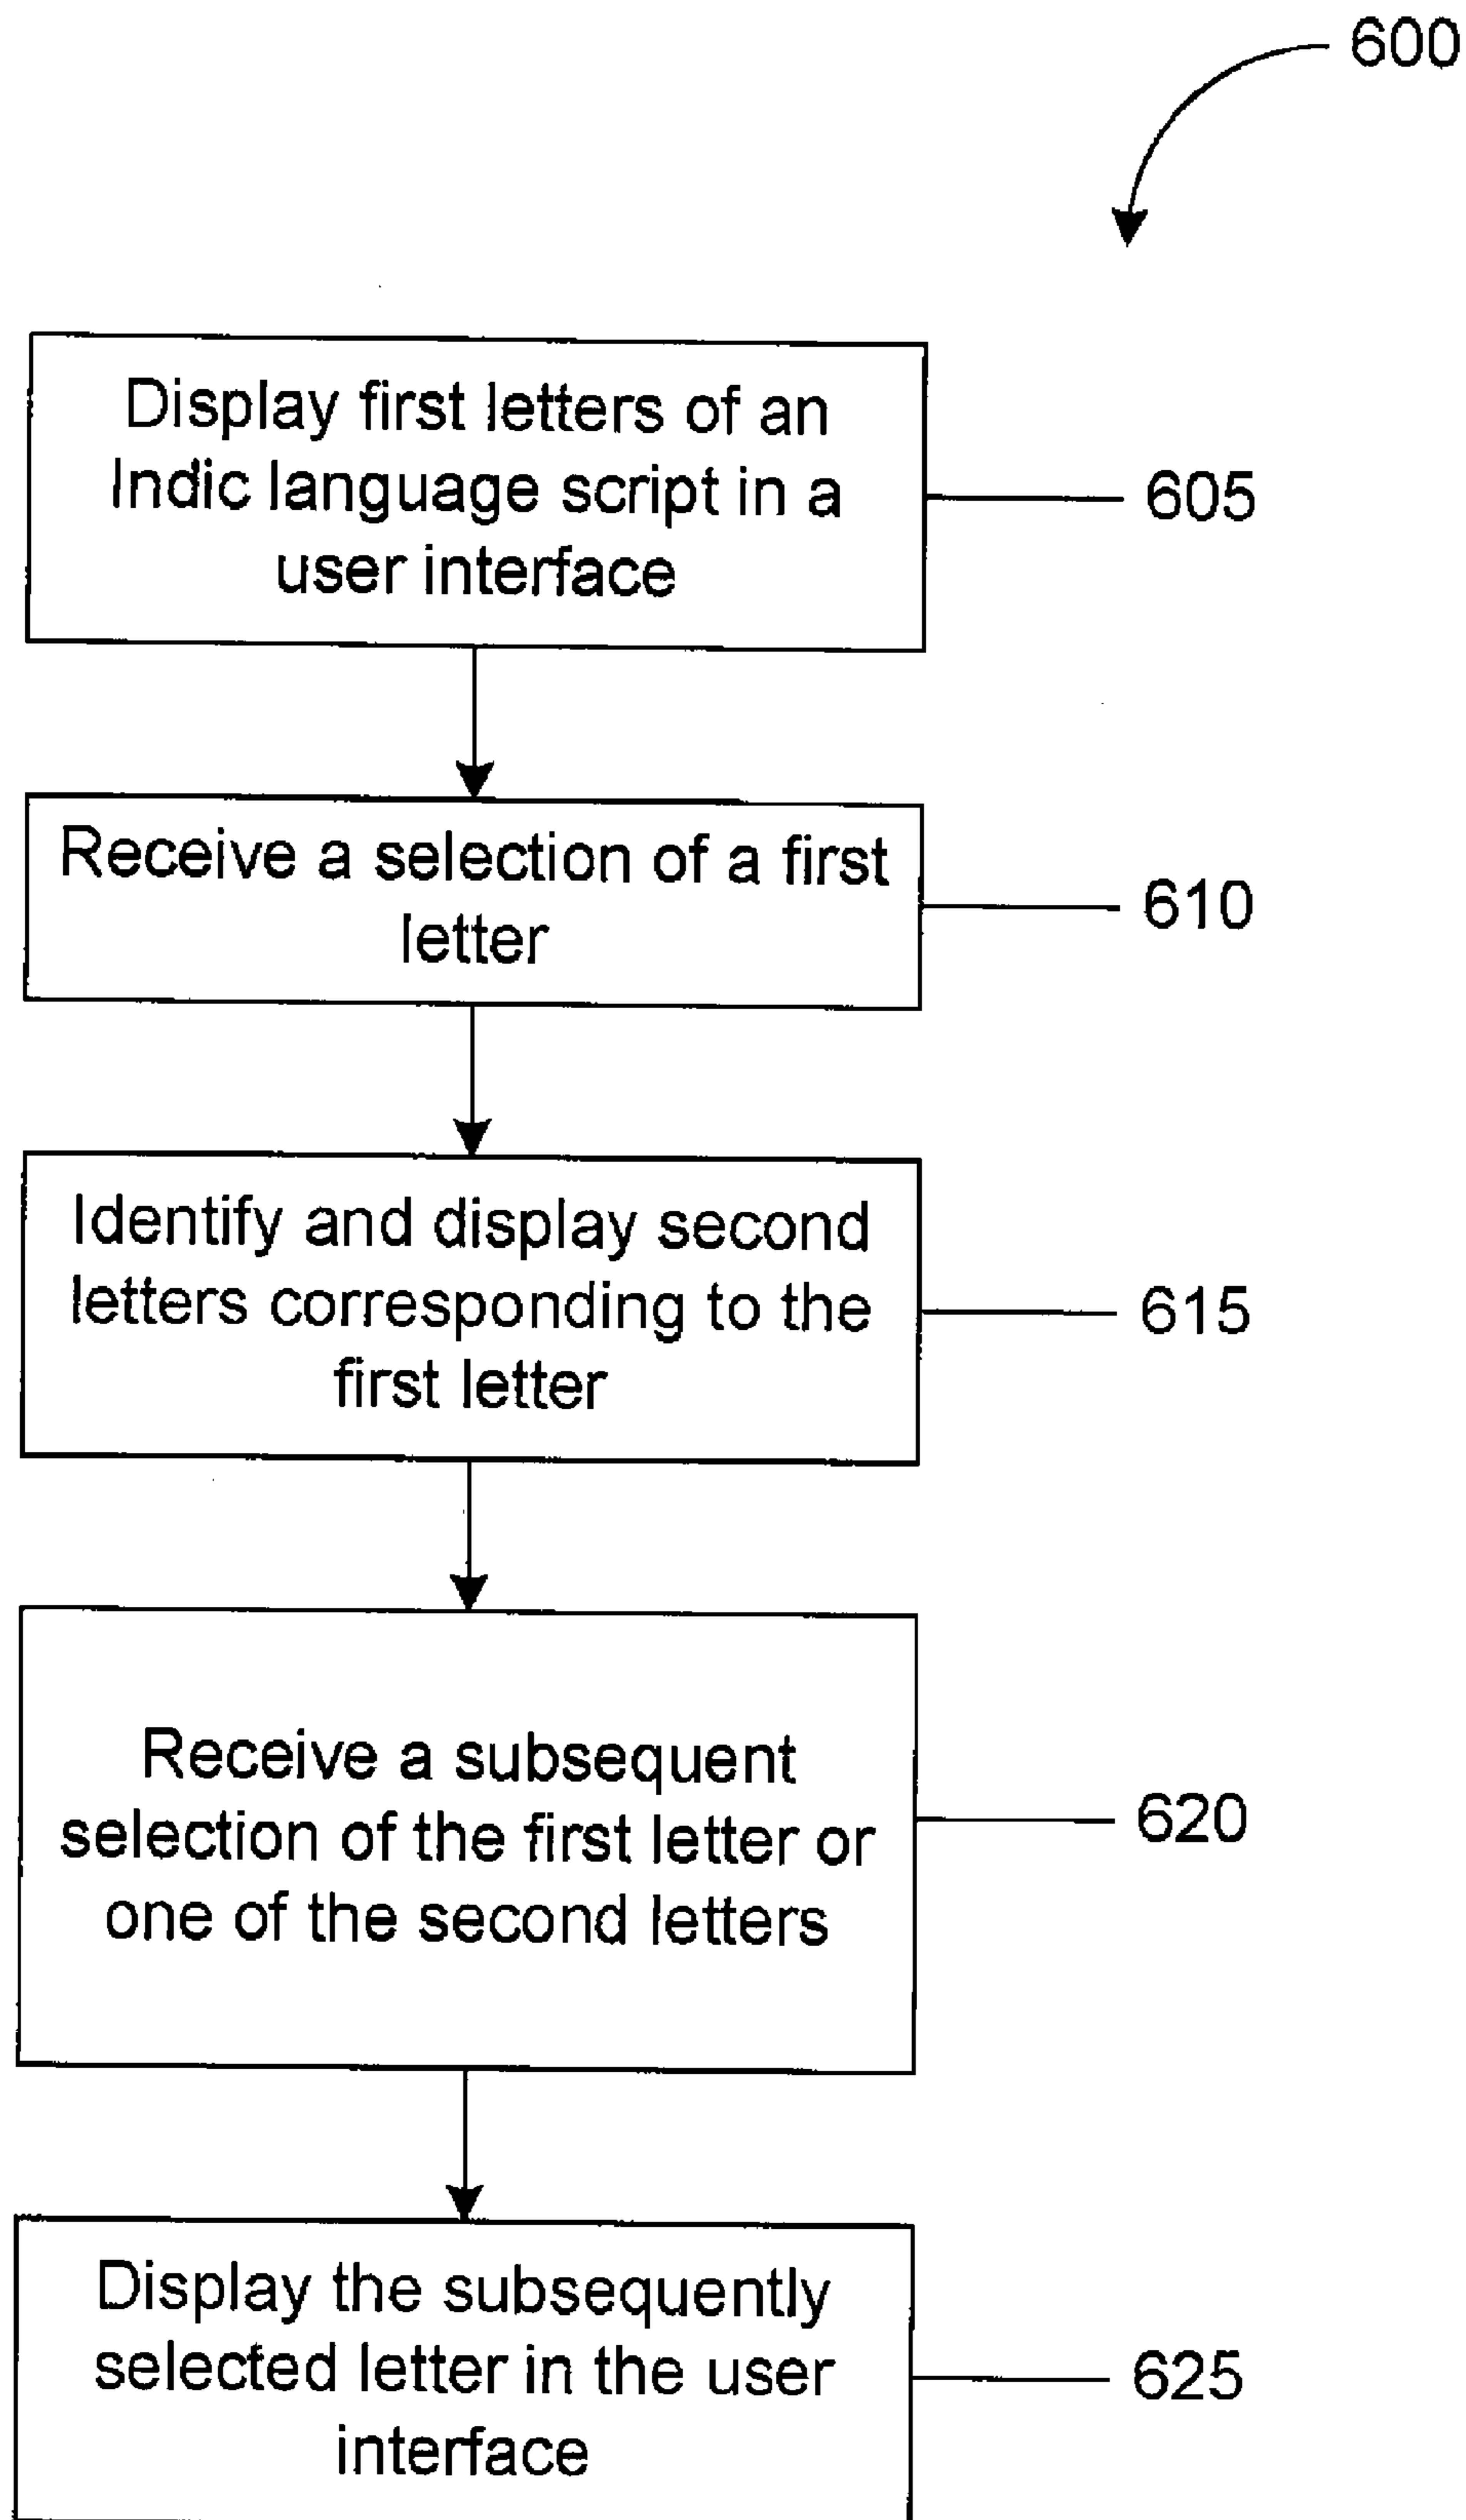 600
Display first letters of an
Indic language script in a
user interface
605
Receive a selection of a first
letter
610
Identify and display second
letters corresponding to the
first letter
615
Receive a subsequent
selection of the first letter or
one of the second letters
620
Display the subsequently
selected letter in the user
interface
625